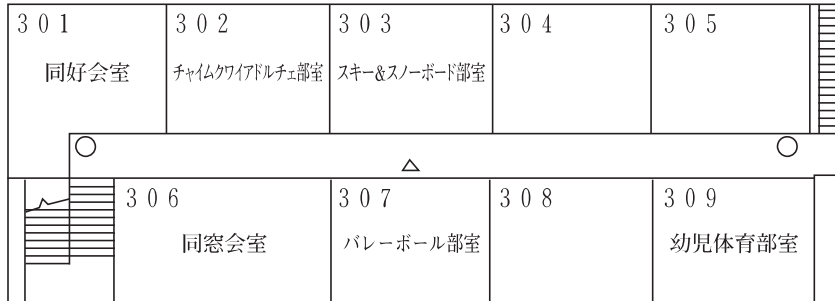 301
同好会室
302
チャイムクワイアドルチェ部室
303
スキー&スノーボード部室
304
305
306
同窓会室
307
バレーボール部室
308
309
幼児体育部室